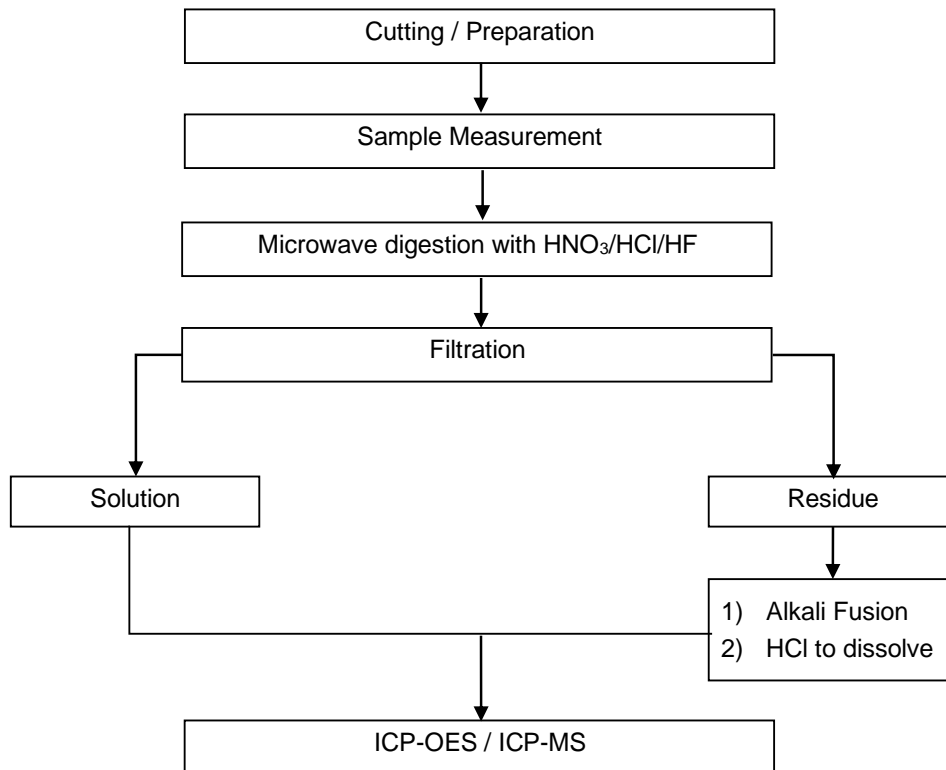 Cutting / Preparation
Sample Measurement
Microwave digestion with HNO₃/HCl/HF
Filtration
Solution
Residue
1) Alkali Fusion
2) HCl to dissolve
ICP-OES / ICP-MS